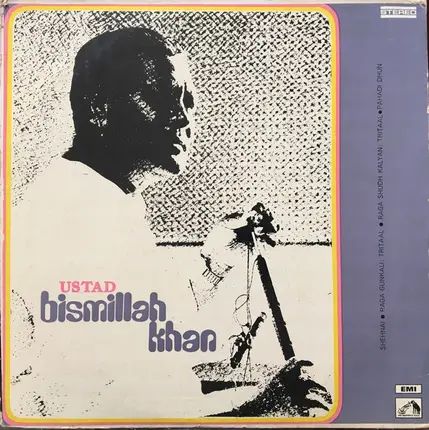 STEREO
USTAD
bismillah
khan
SHEHNAI ● RAGA GUNKALI: TRITAAL ● RAGA SHUDH KALYAN: TRITAAL ● PAHADI DHUN
EMI